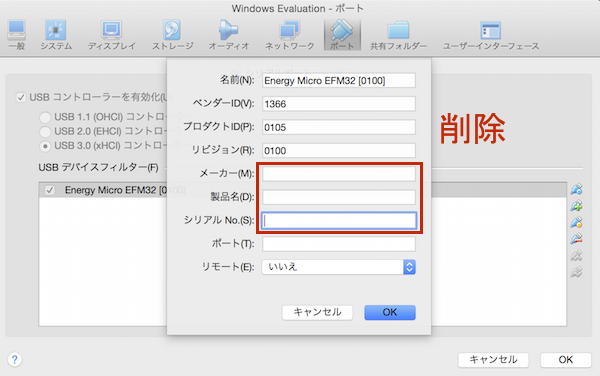 Windows Evaluation - ポート
一般 システム ディスプレイ ストレージ オーディオ ネットワーク ポート 共有フォルダー ユーザーインターフェース
USB コントローラーを有効化(U)
USB 1.1 (OHCI) コントロー
USB 2.0 (EHCI) コントロー
USB 3.0 (xHCI) コントロー
USB デバイスフィルター(F)
Energy Micro EFM32 [0100]
名前(N): Energy Micro EFM32 [0100]
ベンダーID(V): 1366
プロダクトID(P): 0105
リビジョン(R): 0100
メーカー(M):
製品名(D):
シリアル No.(S):
ポート(T):
リモート(E): いいえ
キャンセル OK
削除
? キャンセル OK